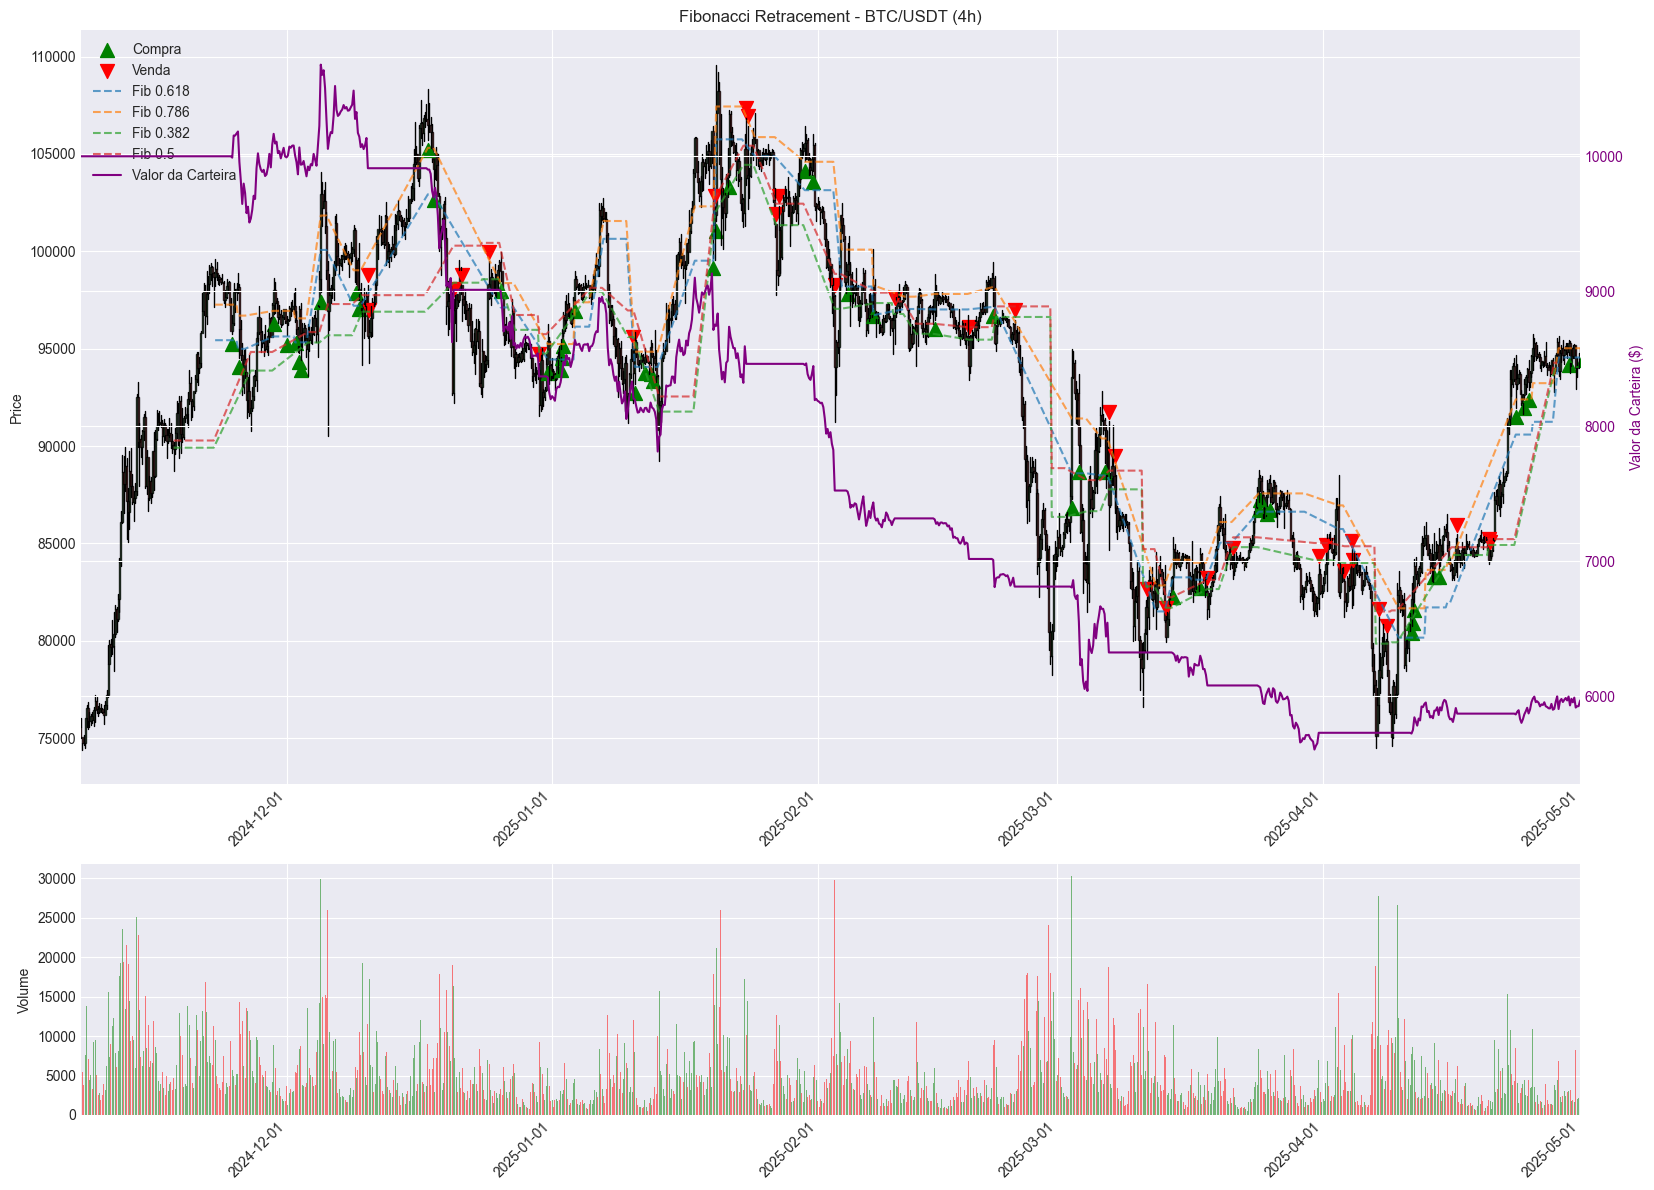 Fibonacci Retracement - BTC/USDT (4h)
Compra
Venda
Fib 0.618
Fib 0.786
Fib 0.382
Fib 0.5
Valor da Carteira
110000
105000
100000
95000
90000
85000
80000
75000
Price
10000
9000
8000
7000
6000
Valor da Carteira ($)
2024-12-01
2025-01-01
2025-02-01
2025-03-01
2025-04-01
2025-05-01
30000
25000
20000
15000
10000
5000
0
Volume
2024-12-01
2025-01-01
2025-02-01
2025-03-01
2025-04-01
2025-05-01